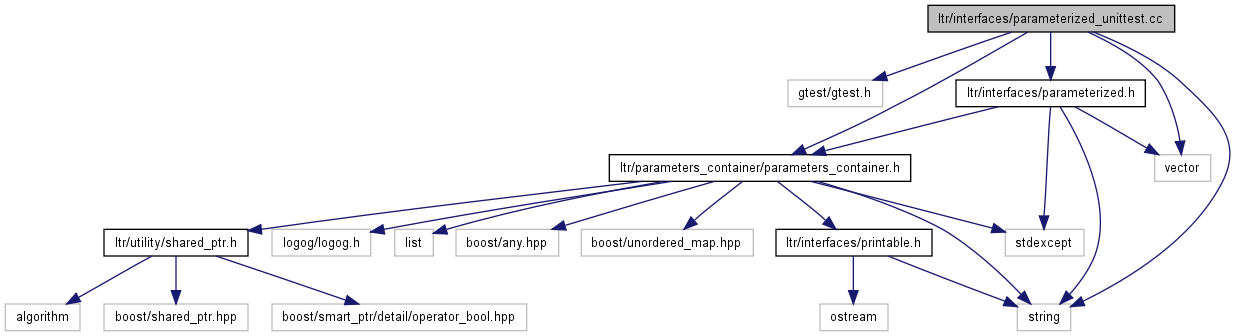 ltr/interfaces/parameterized_unittest.cc
gtest/gtest.h
ltr/interfaces/parameterized.h
ltr/parameters_container/parameters_container.h
vector
ltr/utility/shared_ptr.h
logog/logog.h
list
boost/any.hpp
boost/unordered_map.hpp
ltr/interfaces/printable.h
stdexcept
algorithm
boost/shared_ptr.hpp
boost/smart_ptr/detail/operator_bool.hpp
ostream
string